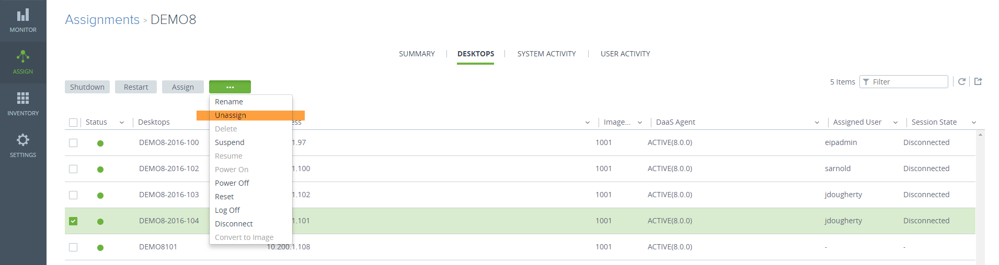 MONITOR
ASSIGN
INVENTORY
SETTINGS
Assignments > DEMO8
SUMMARY | DESKTOPS | SYSTEM ACTIVITY | USER ACTIVITY
Shutdown Restart Assign ...
5 Items Filter
Rename
Unassign
Delete
Suspend
Resume
Power On
Power Off
Reset
Log Off
Disconnect
Convert to Image
Status Desktops Image... DaaS Agent Assigned User Session State
DEMO8-2016-100 1.97 1001 ACTIVE(8.0.0) eipadmin Disconnected
DEMO8-2016-102 1.100 1001 ACTIVE(8.0.0) sarnold Disconnected
DEMO8-2016-103 1.102 1001 ACTIVE(8.0.0) jdougherty Disconnected
DEMO8-2016-104 1.101 1001 ACTIVE(8.0.0) jdougherty Disconnected
DEMO8101 10.200.1.108 1001 ACTIVE(8.0.0) - -